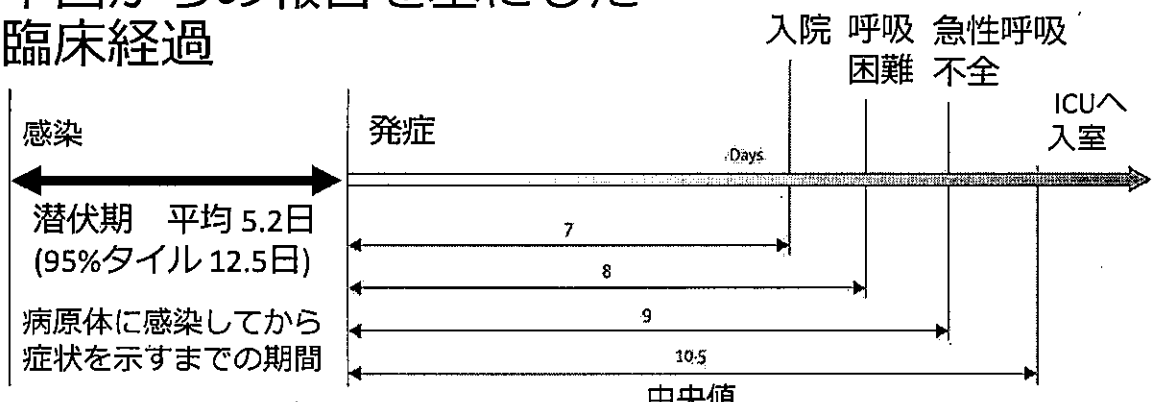 臨床経過
入院 呼吸困難 急性呼吸不全
ICUへ入室
感染
発症
Days
潜伏期 平均 5.2日
(95%タイル 12.5日)
病原体に感染してから
症状を示すまでの期間
7
8
9
10·5